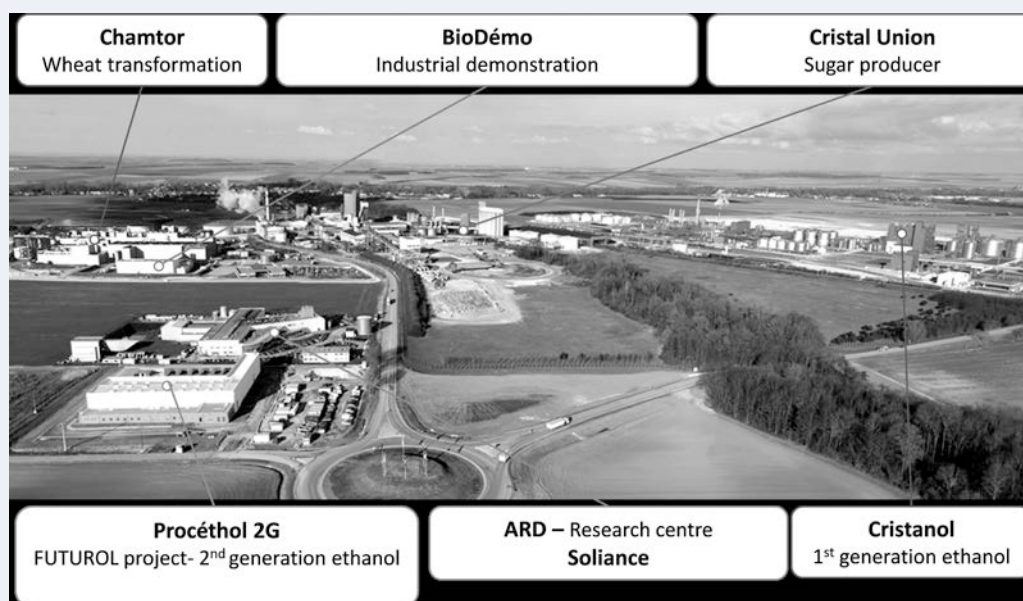 Chamtor
Wheat transformation
BioDémo
Industrial demonstration
Cristal Union
Sugar producer
Procéthol 2G
FUTUROL project- 2nd generation ethanol
ARD – Research centre
Soliance
Cristanol
1st generation ethanol